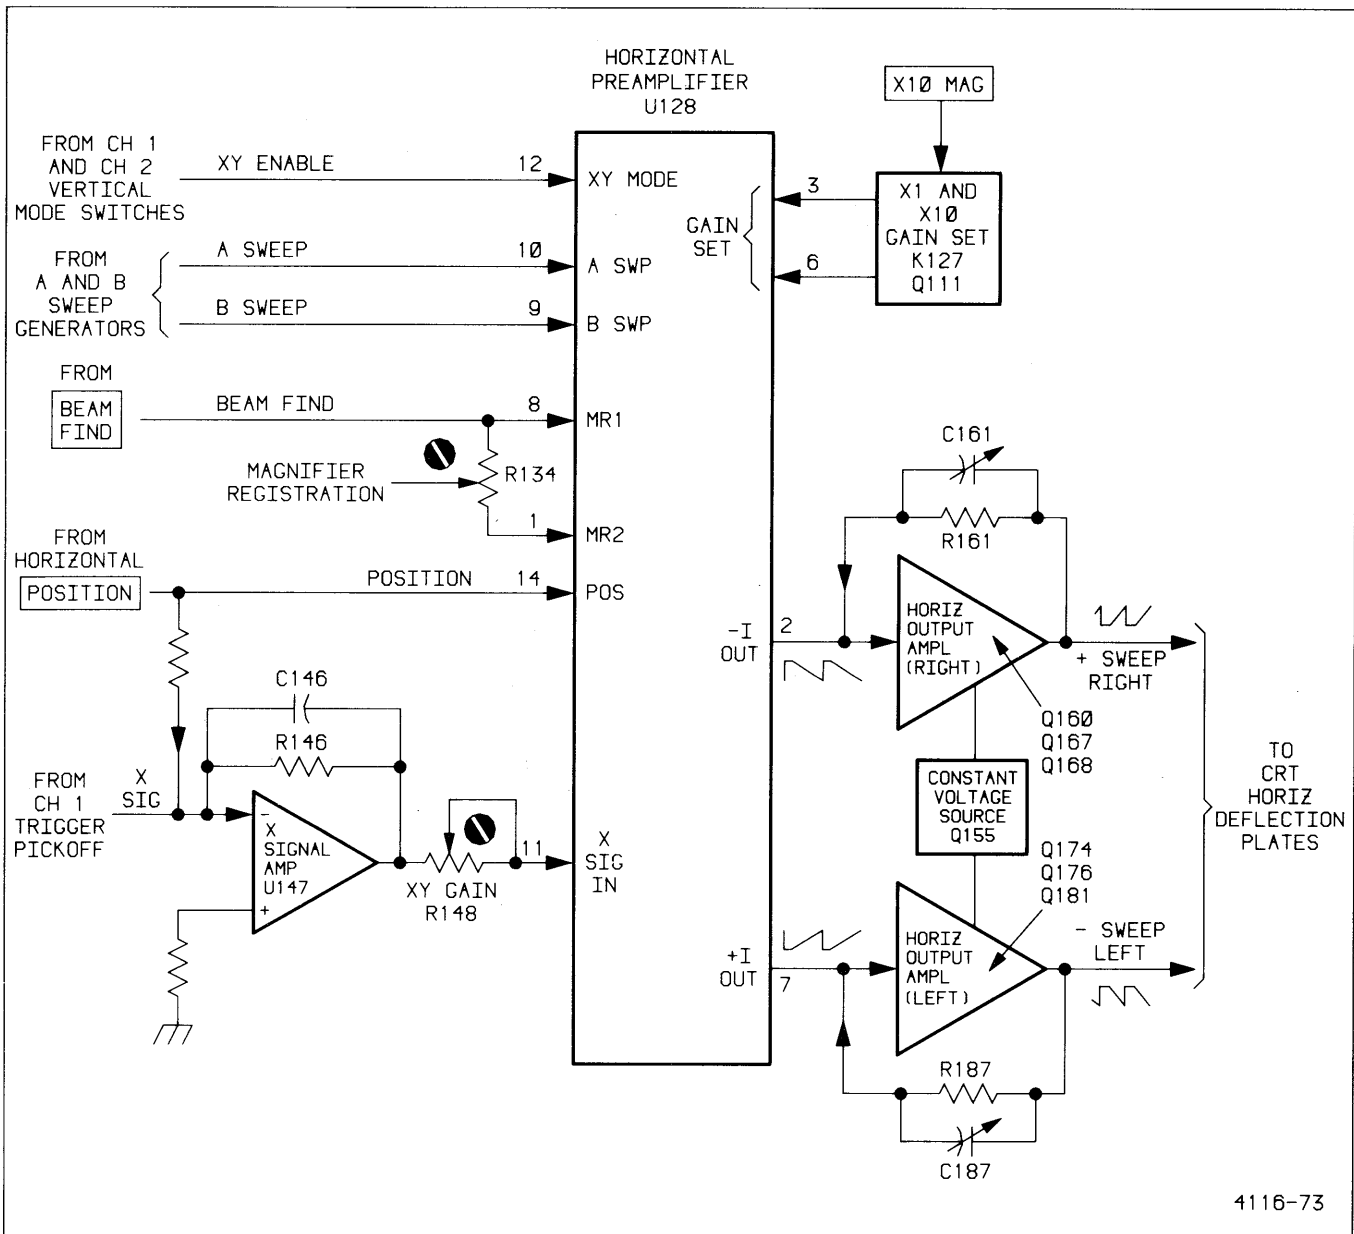 HORIZONTAL
PREAMPLIFIER
U128
X10 MAG
FROM CH 1
AND CH 2
VERTICAL
MODE SWITCHES
XY ENABLE
12
XY MODE
3
GAIN
SET
6
X1 AND
X10
GAIN SET
K127
Q111
FROM
A AND B
SWEEP
GENERATORS
A SWEEP
10
A SWP
B SWEEP
9
B SWP
FROM
BEAM
FIND
BEAM FIND
8
MR1
MAGNIFIER
REGISTRATION
R134
1
MR2
FROM
HORIZONTAL
POSITION
POSITION
14
POS
C161
R161
HORIZ
OUTPUT
AMPL
(RIGHT)
-I
OUT
2
+ SWEEP
RIGHT
Q160
Q167
Q168
C146
R146
FROM
CH 1
TRIGGER
PICKOFF
X
SIG
-
X
SIGNAL
AMP
U147
+
XY GAIN
R148
11
X
SIG
IN
CONSTANT
VOLTAGE
SOURCE
Q155
TO
CRT
HORIZ
DEFLECTION
PLATES
Q174
Q176
Q181
+I
OUT
7
HORIZ
OUTPUT
AMPL
(LEFT)
- SWEEP
LEFT
R187
C187
4116-73